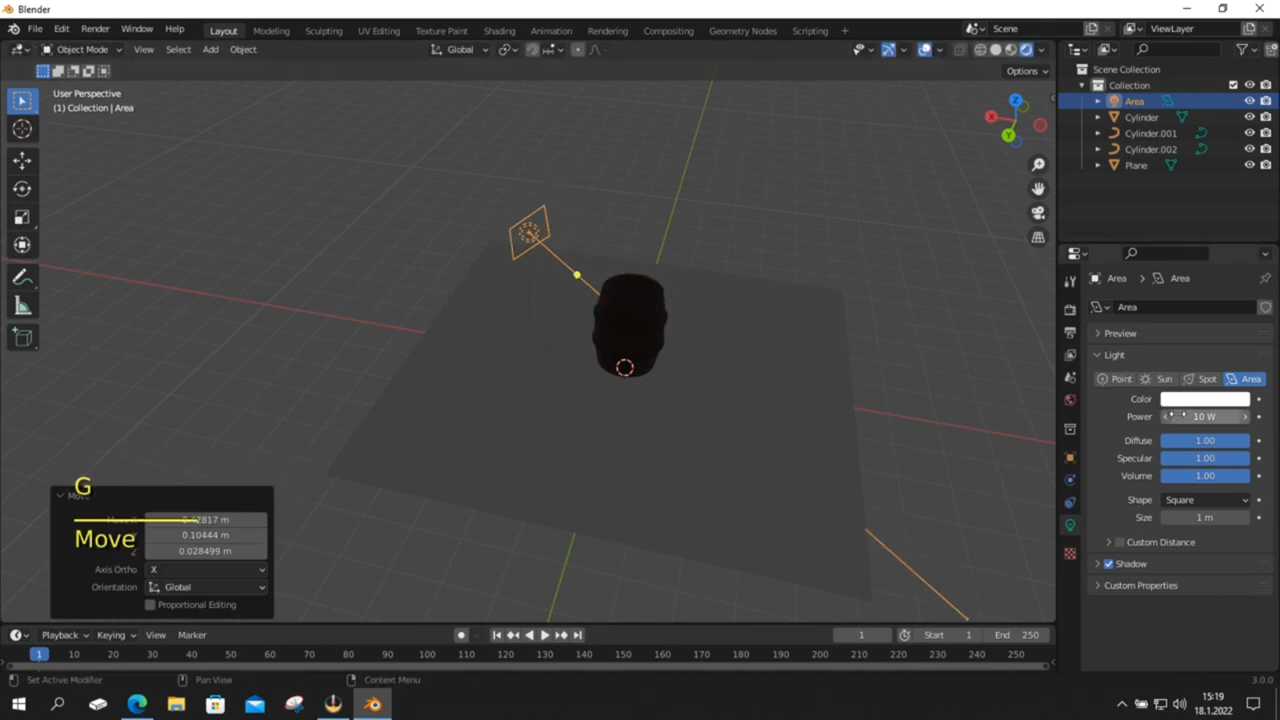 Blender
File Edit Render Window Help Layout Modeling Sculpting UV Editing Texture Paint Shading Animation Rendering Compositing Geometry Nodes Scripting + Scene ViewLayer
Object Mode View Select Add Object Global
Options
User Perspective
(1) Collection | Area
Z
X
Y
Scene Collection
Collection
Area
Cylinder
Cylinder.001
Cylinder.002
Plane
Area Area
Area
Preview
Light
Point Sun Spot Area
Color
Power 10 W
Diffuse 1.00
Specular 1.00
Volume 1.00
Shape Square
Size 1 m
Custom Distance
Shadow
Custom Properties
G
Move
Move
0.10444 m
0.028499 m
Axis Ortho X
Orientation Global
Proportional Editing
Playback Keying View Marker 1 Start 1 End 250
1 10 20 30 40 50 60 70 80 90 100 110 120 130 140 150 160 170 180 190 200 210 220 230 240 250
Set Active Modifier Pan View Context Menu 3.0.0
15:19
18.1.2022